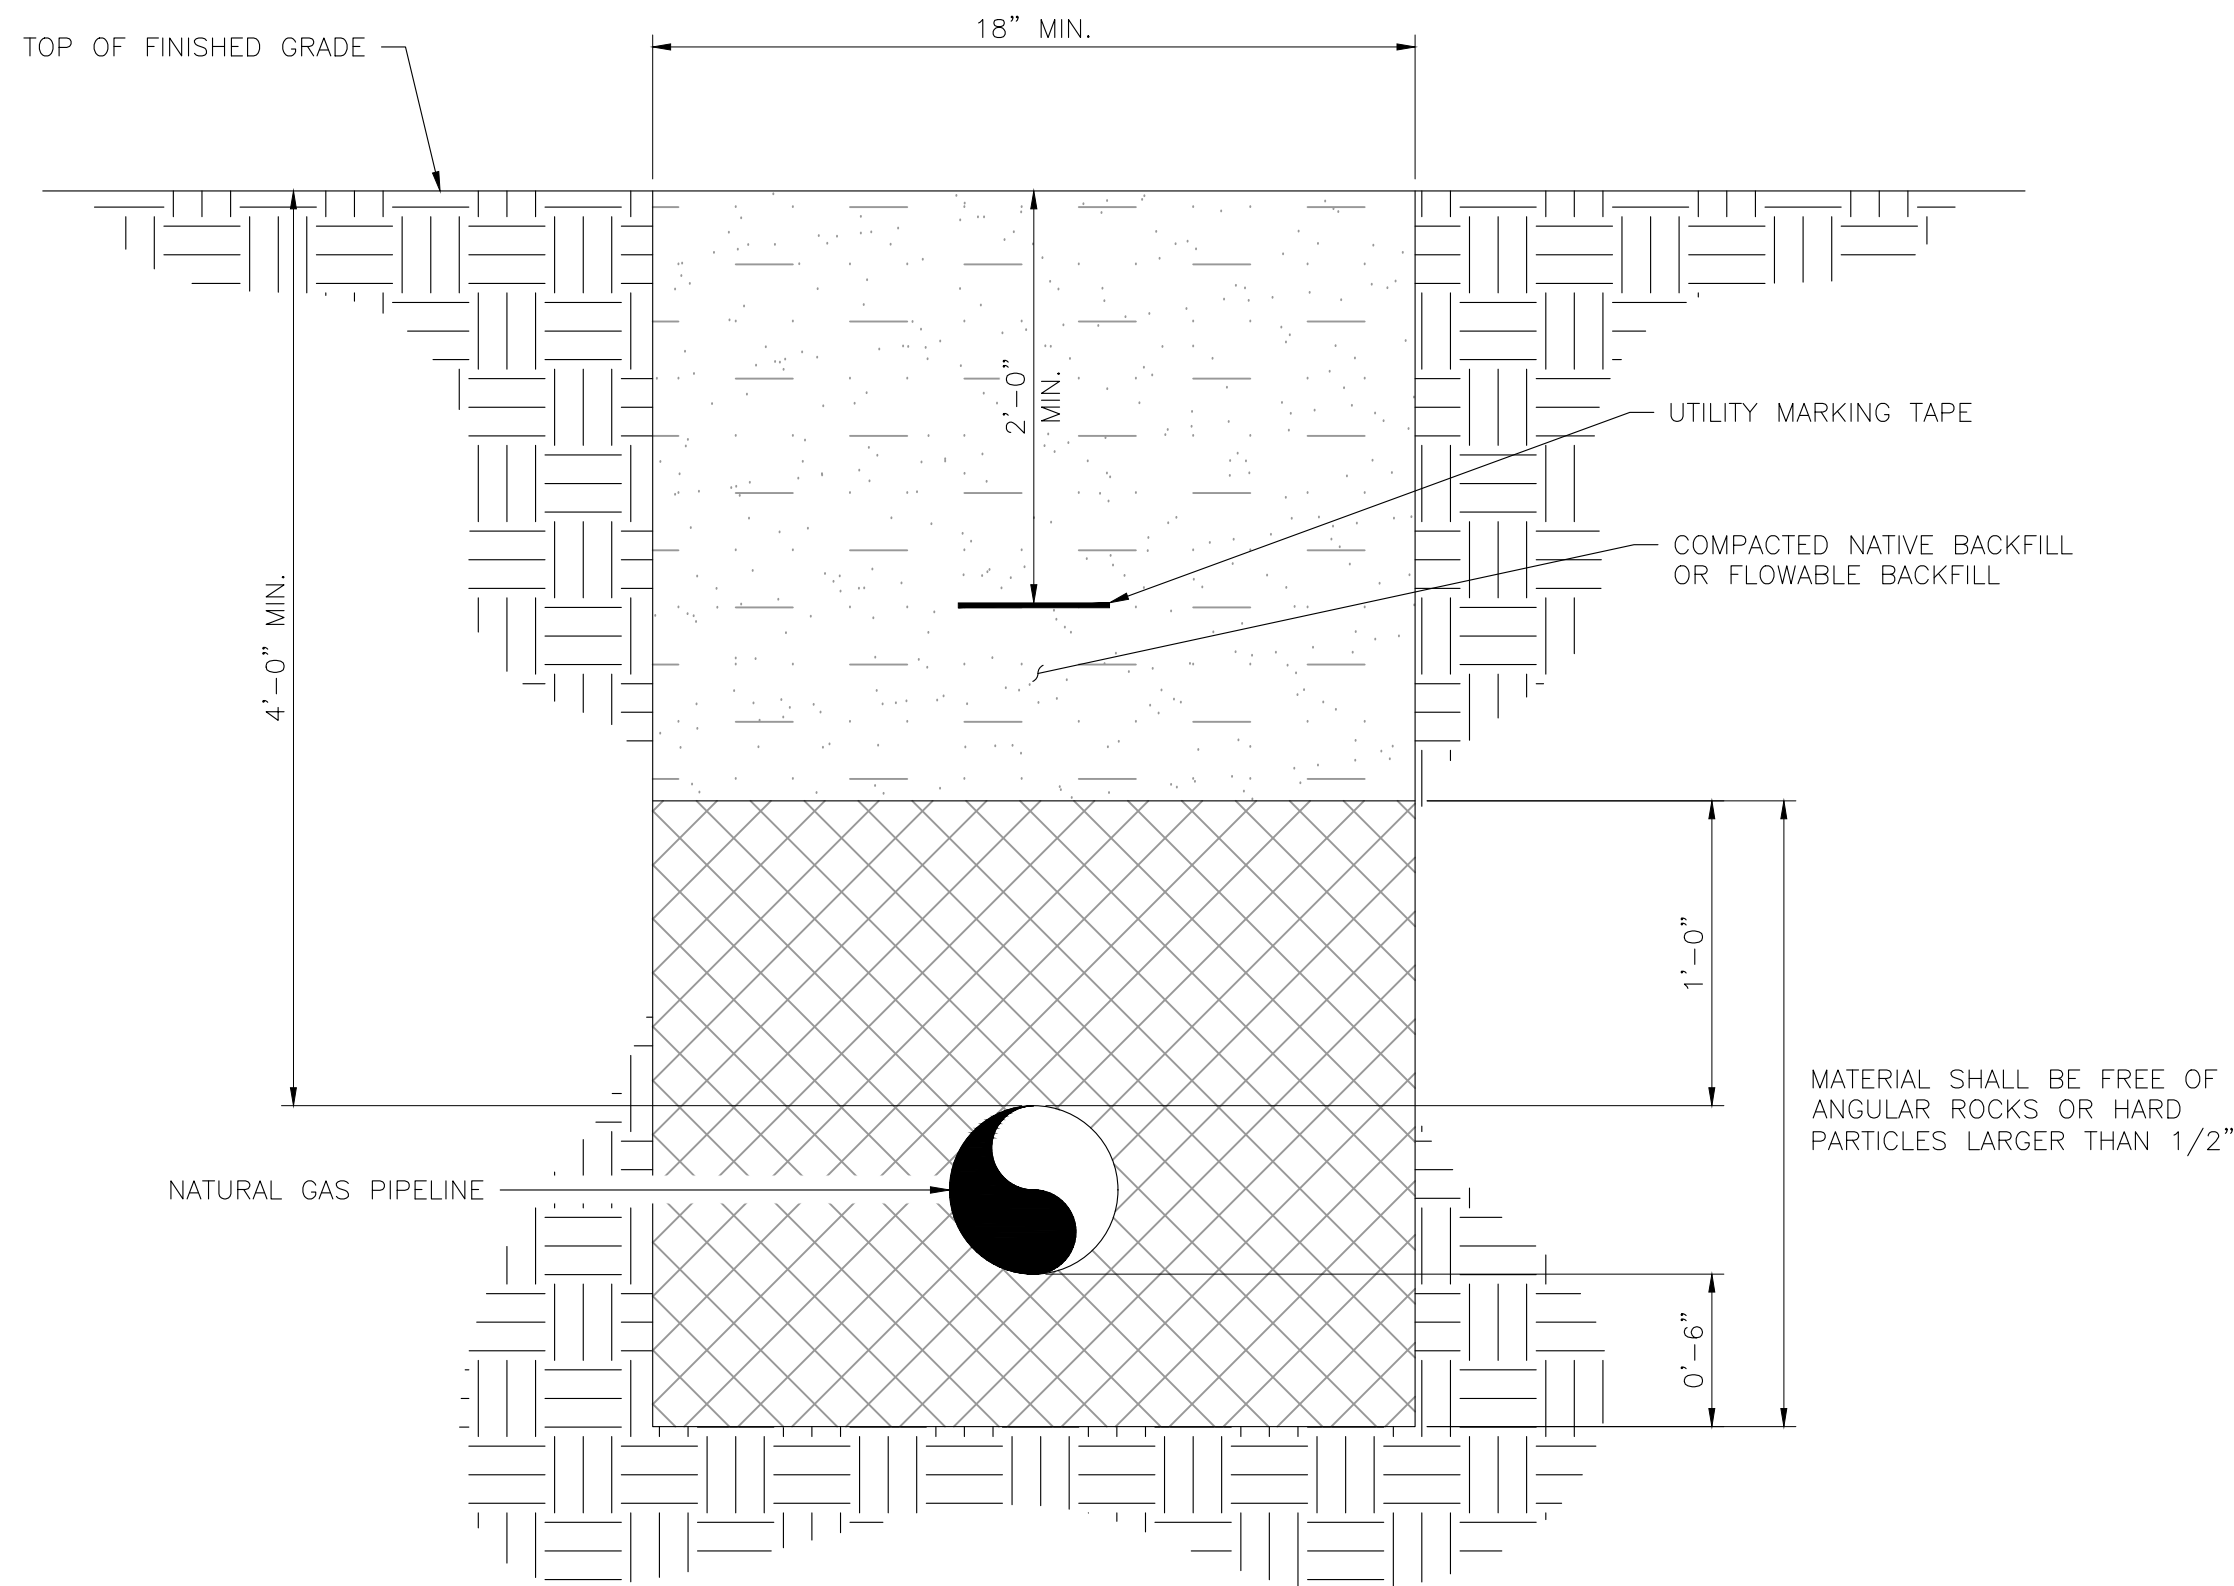 18” MIN.
TOP OF FINISHED GRADE
2’-0”
MIN.
UTILITY MARKING TAPE
COMPACTED NATIVE BACKFILL
OR FLOWABLE BACKFILL
4’-0” MIN.
1’-0”
MATERIAL SHALL BE FREE OF
ANGULAR ROCKS OR HARD
PARTICLES LARGER THAN 1/2”
NATURAL GAS PIPELINE
0’-6”